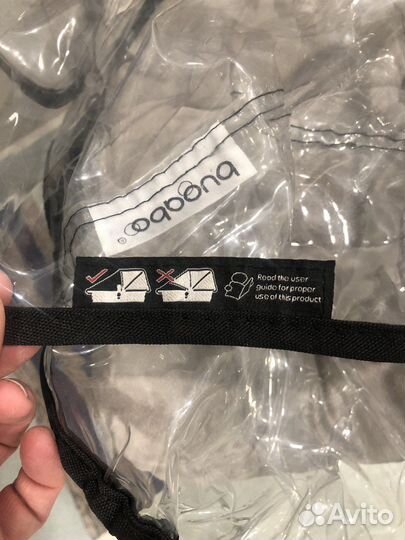 bugaboo®
Read the user
guide for proper
use of this product
Avito